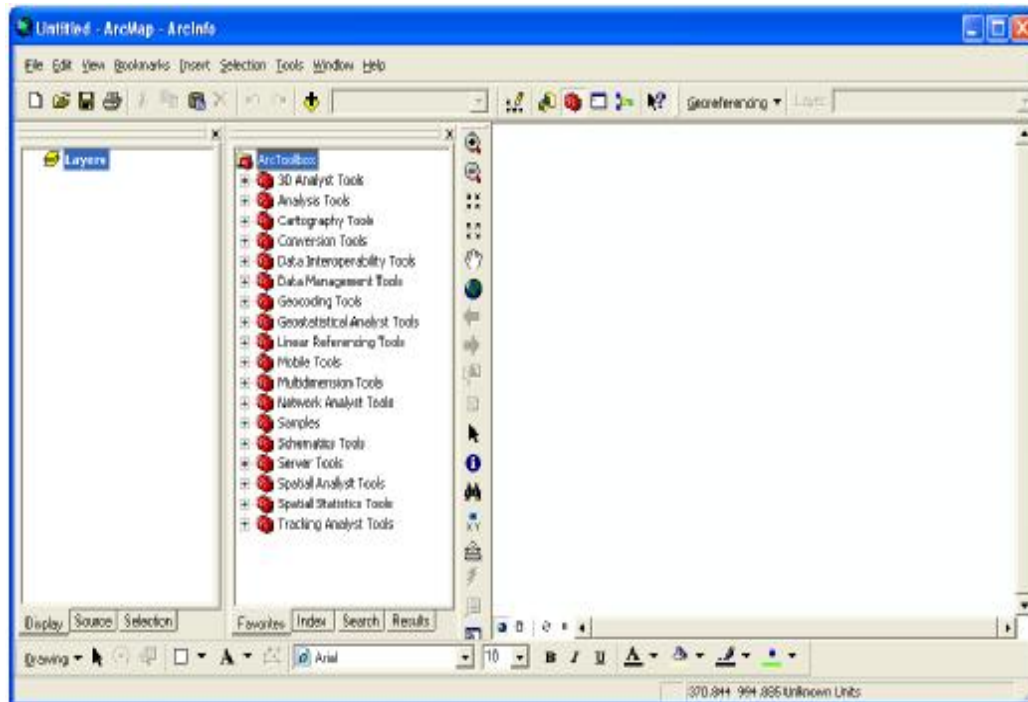 Untitled - ArcMap - ArcInfo
File Edit View Bookmarks Insert Selection Tools Window Help
Georeferencing Layer:
Layers
ArcToolbox
3D Analyst Tools
Analysis Tools
Cartography Tools
Conversion Tools
Data Interoperability Tools
Data Management Tools
Geocoding Tools
Geostatistical Analyst Tools
Linear Referencing Tools
Mobile Tools
Multidimension Tools
Network Analyst Tools
Samples
Schematics Tools
Server Tools
Spatial Analyst Tools
Spatial Statistics Tools
Tracking Analyst Tools
XY
Display Source Selection
Favorites Index Search Results
Drawing A Arial 10 B I U A
370.844 994.885 Unknown Units